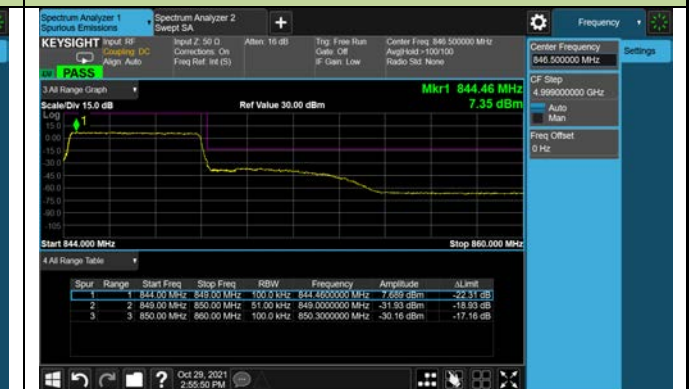 Spectrum Analyzer 1
Spurious Emissions
Spectrum Analyzer 2
Swept SA
+
Frequency
KEYSIGHT
Input: RF
Coupling: DC
Align: Auto
Input Z: 50 Ω
Corrections: On
Freq Ref: Int (S)
Atten: 16 dB
Trig: Free Run
Gate: Off
IF Gain: Low
Center Freq: 846.500000 MHz
Avg|Hold:>100/100
Radio Std: None
PASS
Center Frequency
846.500000 MHz
Settings
CF Step
4.999000000 GHz
Auto
Man
Freq Offset
0 Hz
3 All Range Graph
Mkr1 844.46 MHz
7.35 dBm
Scale/Div 15.0 dB
Ref Value 30.00 dBm
Log
15.0
0.00
-15.0
-30.0
-45.0
-60.0
-75.0
-90.0
-105
1
Start 844.000 MHz
Stop 860.000 MHz
4 All Range Table
Spur Range Start Freq Stop Freq RBW Frequency Amplitude ΔLimit
1 1 844.00 MHz 849.00 MHz 100.0 kHz 844.4600000 MHz 7.689 dBm -22.31 dB
2 2 849.00 MHz 850.00 MHz 51.00 kHz 849.0000000 MHz -31.93 dBm -18.93 dB
3 3 850.00 MHz 860.00 MHz 100.0 kHz 850.3000000 MHz -30.16 dBm -17.16 dB
?
Oct 29, 2021
2:55:50 PM